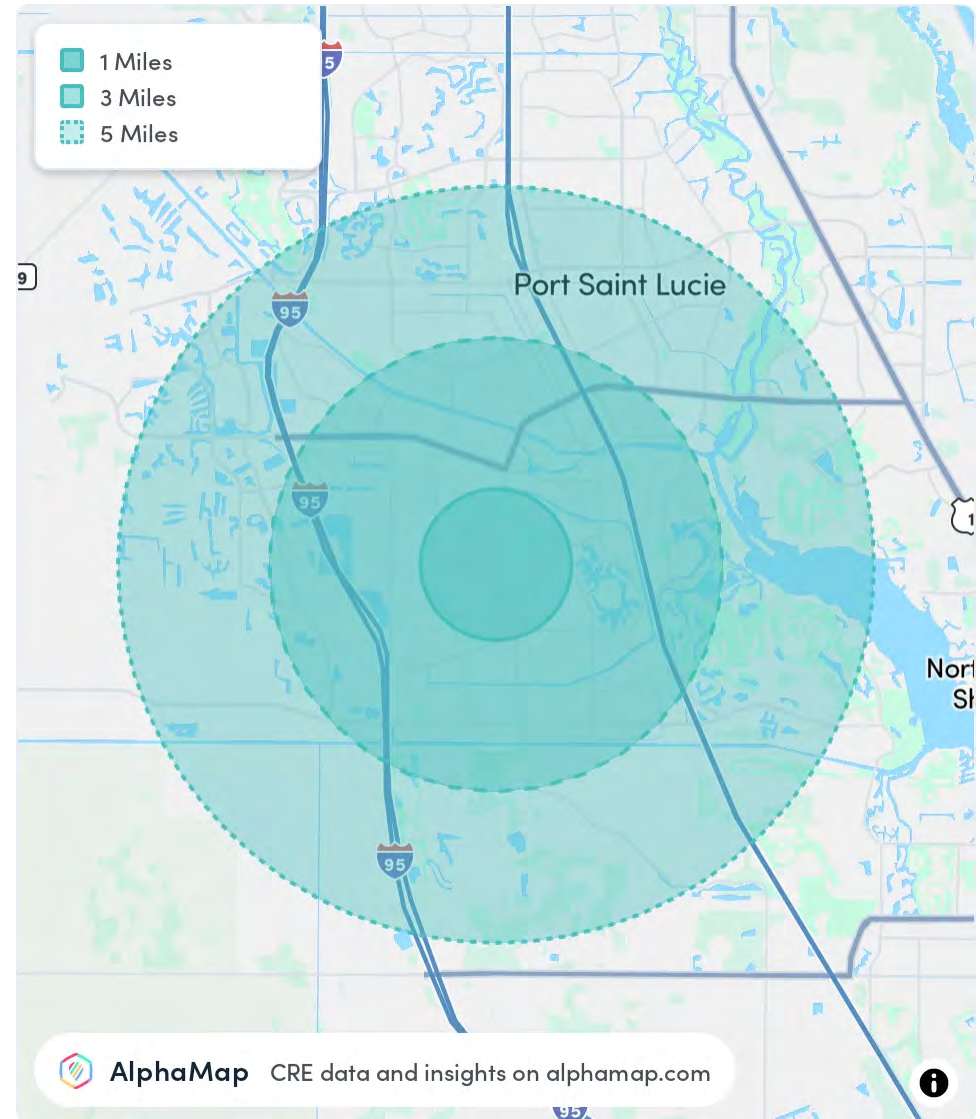 1 Miles
3 Miles
5 Miles
5
9
95
Port Saint Lucie
95
1
Nort
Sh
95
AlphaMap CRE data and insights on alphamap.com
95